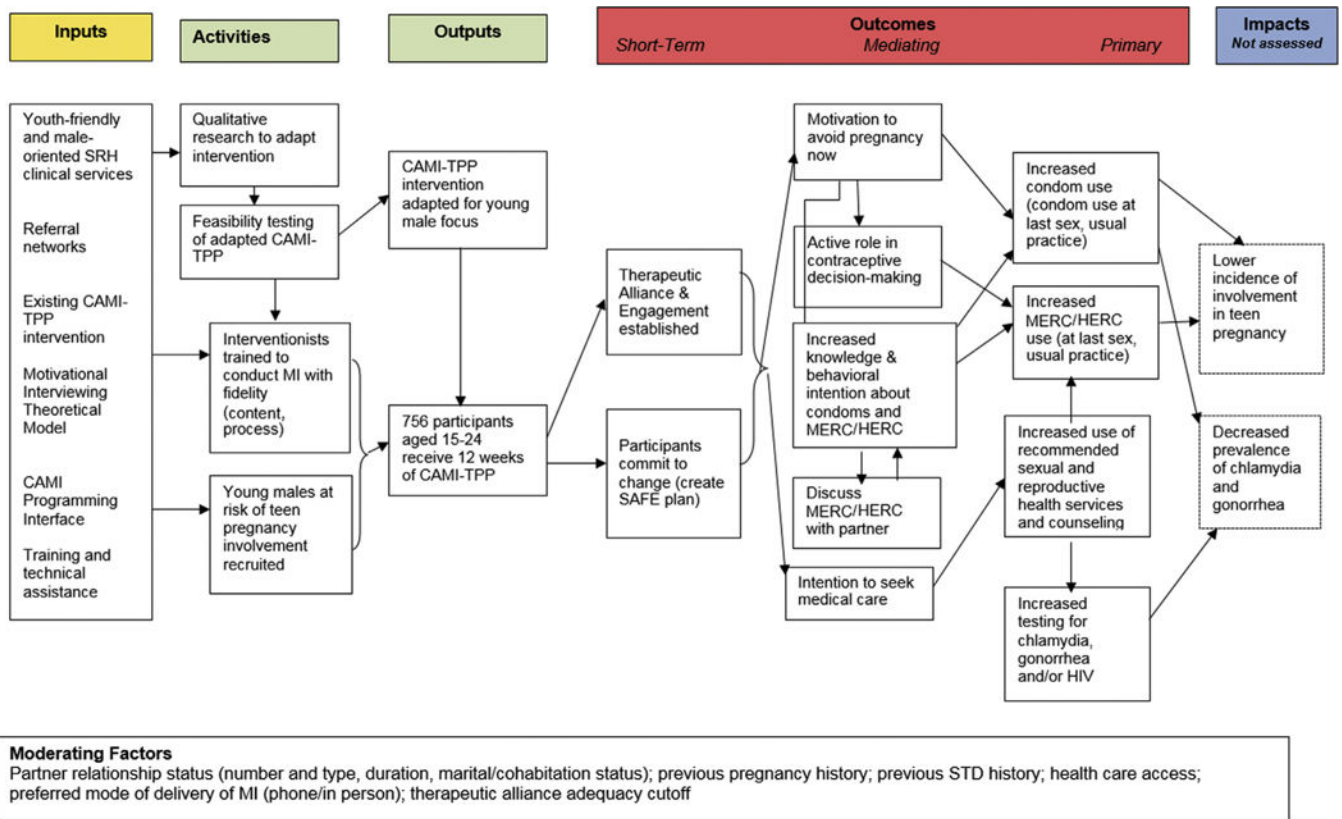 Inputs
Activities
Outputs
Outcomes
Short-Term
Mediating
Primary
Impacts
Not assessed
Youth-friendly
and male-
oriented SRH
clinical services
Referral
networks
Existing CAMI-
TPP
intervention
Motivational
Interviewing
Theoretical
Model
CAMI
Programming
Interface
Training and
technical
assistance
Qualitative
research to adapt
intervention
Feasibility testing
of adapted CAMI-
TPP
Interventionists
trained to
conduct MI with
fidelity
(content,
process)
Young males at
risk of teen
pregnancy
involvement
recruited
CAMI-TPP
intervention
adapted for young
male focus
756 participants
aged 15-24
receive 12 weeks
of CAMI-TPP
Therapeutic
Alliance &
Engagement
established
Participants
commit to
change (create
SAFE plan)
Motivation to
avoid pregnancy
now
Active role in
contraceptive
decision-making
Increased
knowledge &
behavioral
intention about
condoms and
MERC/HERC
Discuss
MERC/HERC
with partner
Intention to seek
medical care
Increased
condom use
(condom use at
last sex, usual
practice)
Increased
MERC/HERC
use (at last sex,
usual practice)
Increased use of
recommended
sexual and
reproductive
health services
and counseling
Increased
testing for
chlamydia,
gonorrhea
and/or HIV
Lower
incidence of
involvement
in teen
pregnancy
Decreased
prevalence
of chlamydia
and
gonorrhea
Moderating Factors
Partner relationship status (number and type, duration, marital/cohabitation status); previous pregnancy history; previous STD history; health care access;
preferred mode of delivery of MI (phone/in person); therapeutic alliance adequacy cutoff